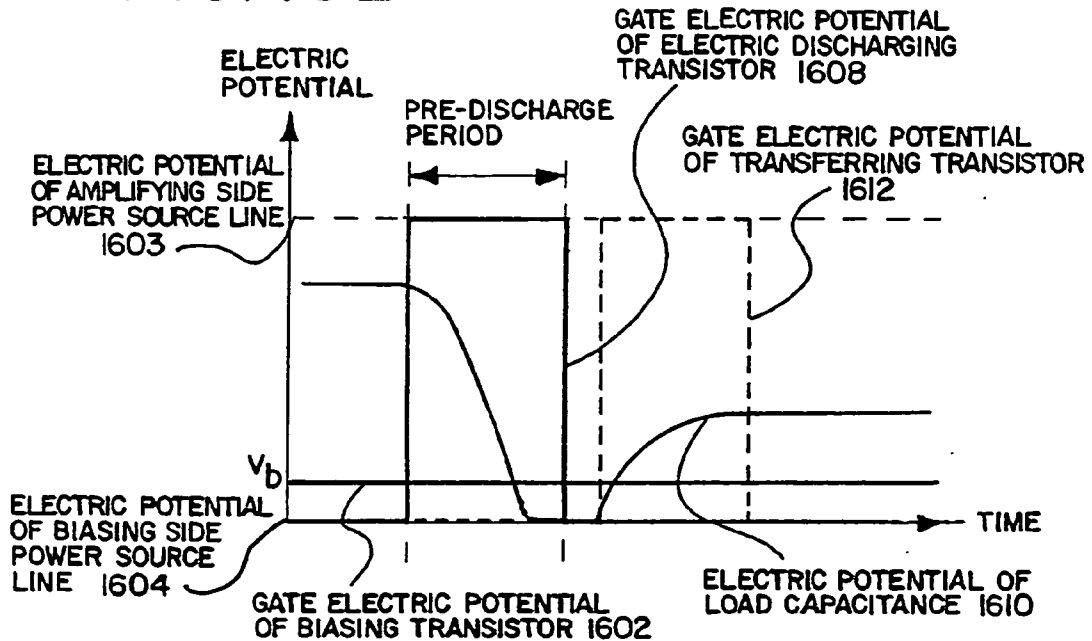 GATE ELECTRIC POTENTIAL
OF ELECTRIC DISCHARGING
TRANSISTOR 1608
ELECTRIC
POTENTIAL
PRE-DISCHARGE
PERIOD
GATE ELECTRIC POTENTIAL
OF TRANSFERRING TRANSISTOR
1612
ELECTRIC POTENTIAL
OF AMPLIFYING SIDE
POWER SOURCE LINE
1603
Vb
ELECTRIC POTENTIAL
OF BIASING SIDE
POWER SOURCE
LINE 1604
TIME
GATE ELECTRIC POTENTIAL
OF BIASING TRANSISTOR 1602
ELECTRIC POTENTIAL OF
LOAD CAPACITANCE 1610